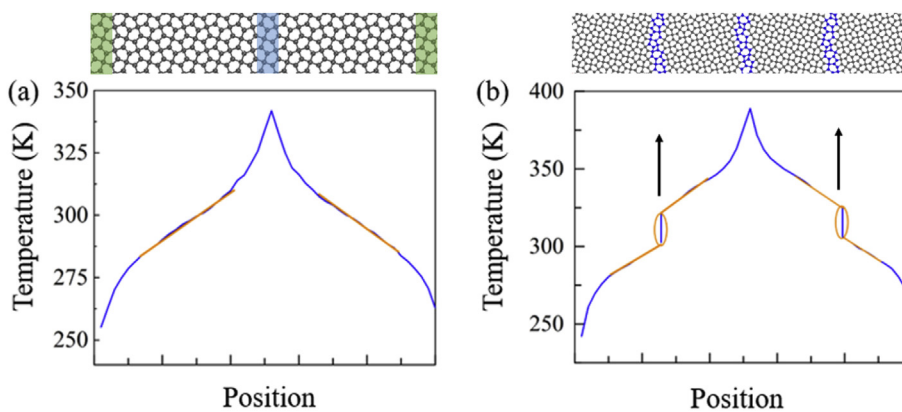 (a)
350
325
300
275
250
Temperature (K)
Position
(b)
400
350
300
250
Temperature (K)
Position